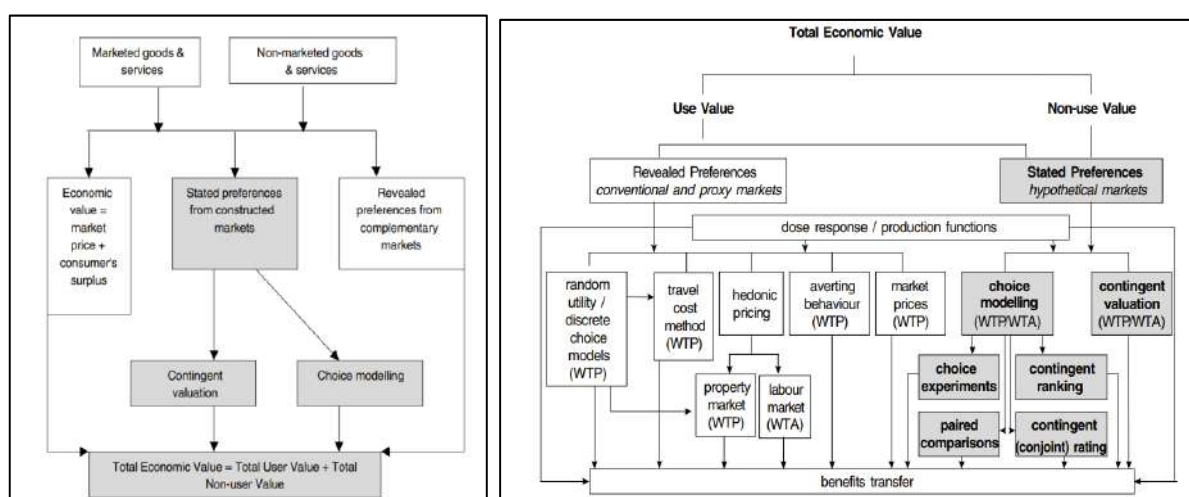 Marketed goods &
services
Non-marketed goods
& services
Economic
value =
market
price +
consumer's
surplus
Stated preferences
from constructed
markets
Revealed
preferences from
complementary
markets
Contingent
valuation
Choice modelling
Total Economic Value = Total User Value + Total
Non-user Value
Total Economic Value
Use Value
Non-use Value
Revealed Preferences
conventional and proxy markets
Stated Preferences
hypothetical markets
dose response / production functions
random
utility /
discrete
choice
models
(WTP)
travel
cost
method
(WTP)
hedonic
pricing
averting
behaviour
(WTP)
market
prices
(WTP)
choice
modelling
(WTP/WTA)
contingent
valuation
(WTP/WTA)
choice
experiments
contingent
ranking
property
market
(WTP)
labour
market
(WTA)
paired
comparisons
contingent
(conjoint) rating
benefits transfer